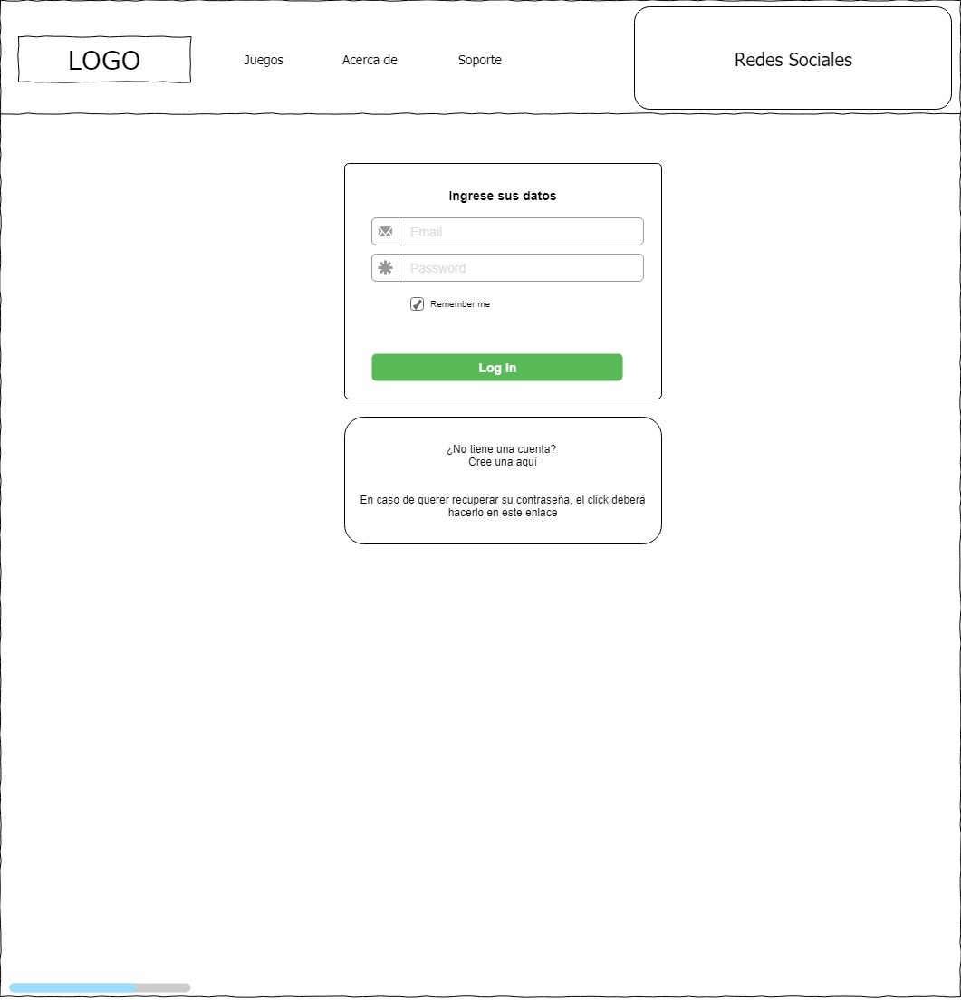 LOGO
Juegos
Acerca de
Soporte
Redes Sociales
Ingrese sus datos
Email
Password
Remember me
Log In
¿No tiene una cuenta?
Cree una aquí
En caso de querer recuperar su contraseña, el click deberá
hacerlo en este enlace